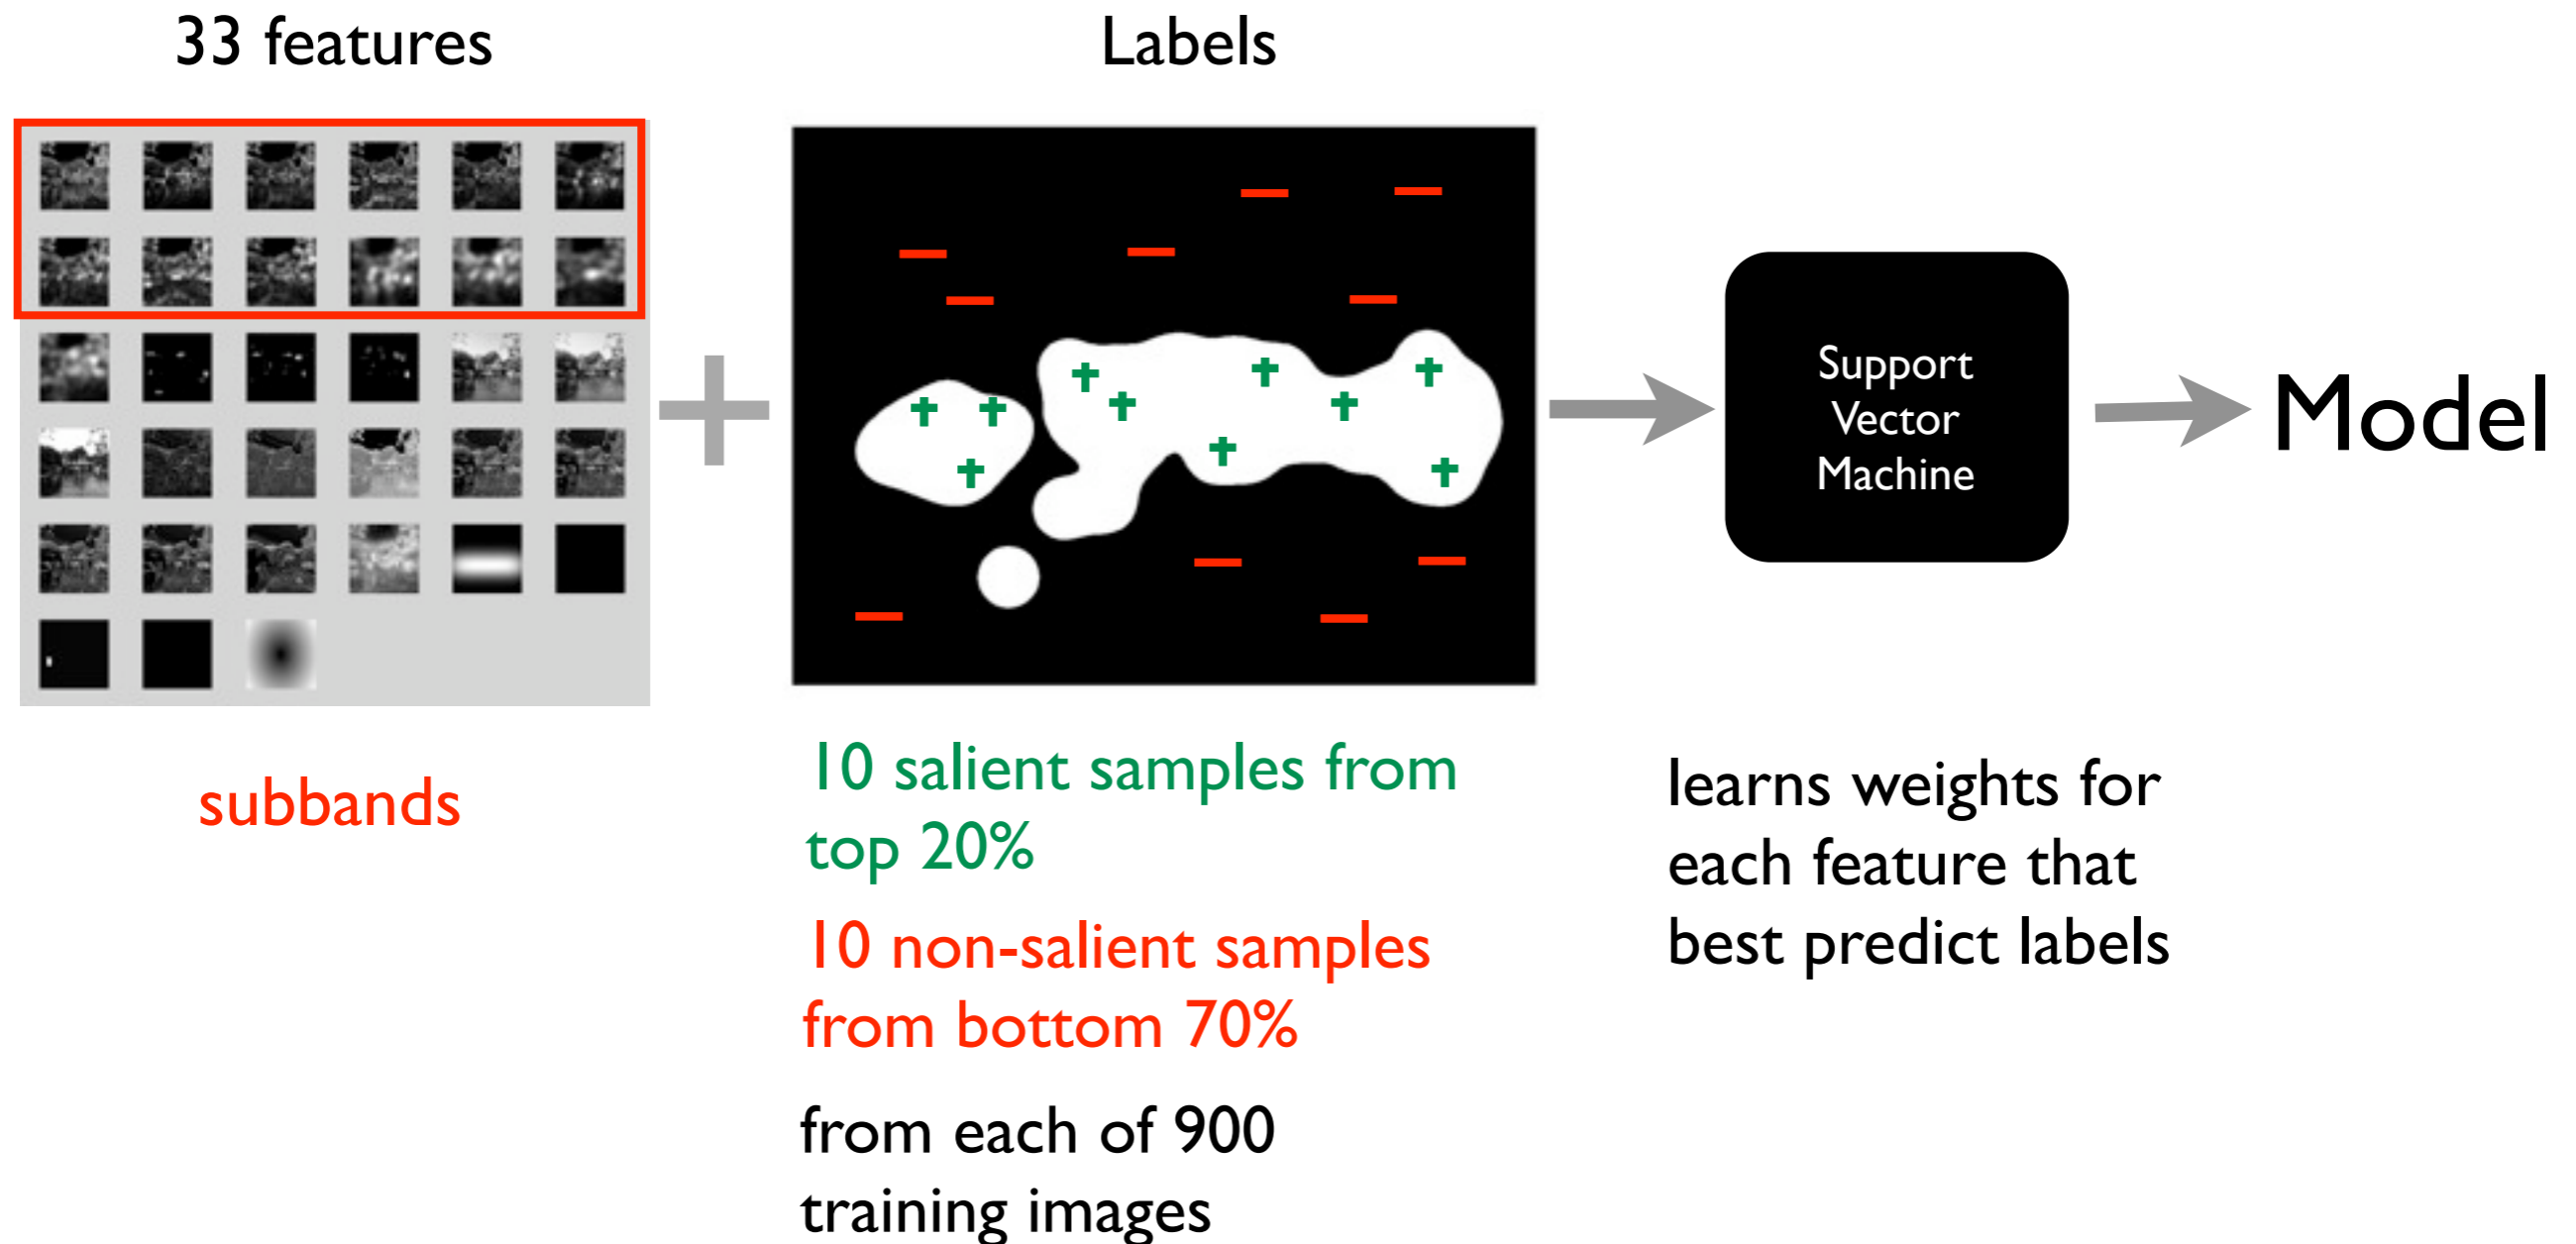 33 features
Labels
Support
Vector
Machine
Model
subbands
10 salient samples from
top 20%
10 non-salient samples
from bottom 70%
from each of 900
training images
learns weights for
each feature that
best predict labels